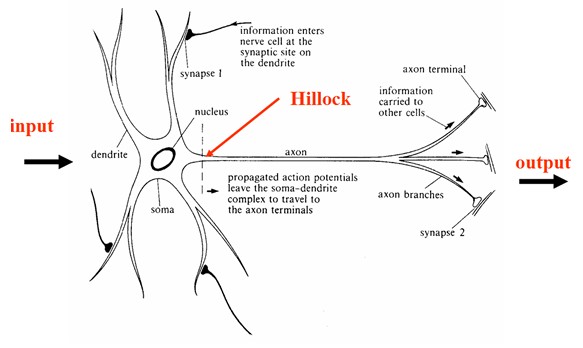 information enters
nerve cell at the
synaptic site on
the dendrite
synapse 1
axon terminal
Hillock
information
carried to
other cells
nucleus
input
dendrite
axon
output
propagated action potentials
leave the soma-dendrite
complex to travel to
the axon terminals
axon branches
soma
synapse 2